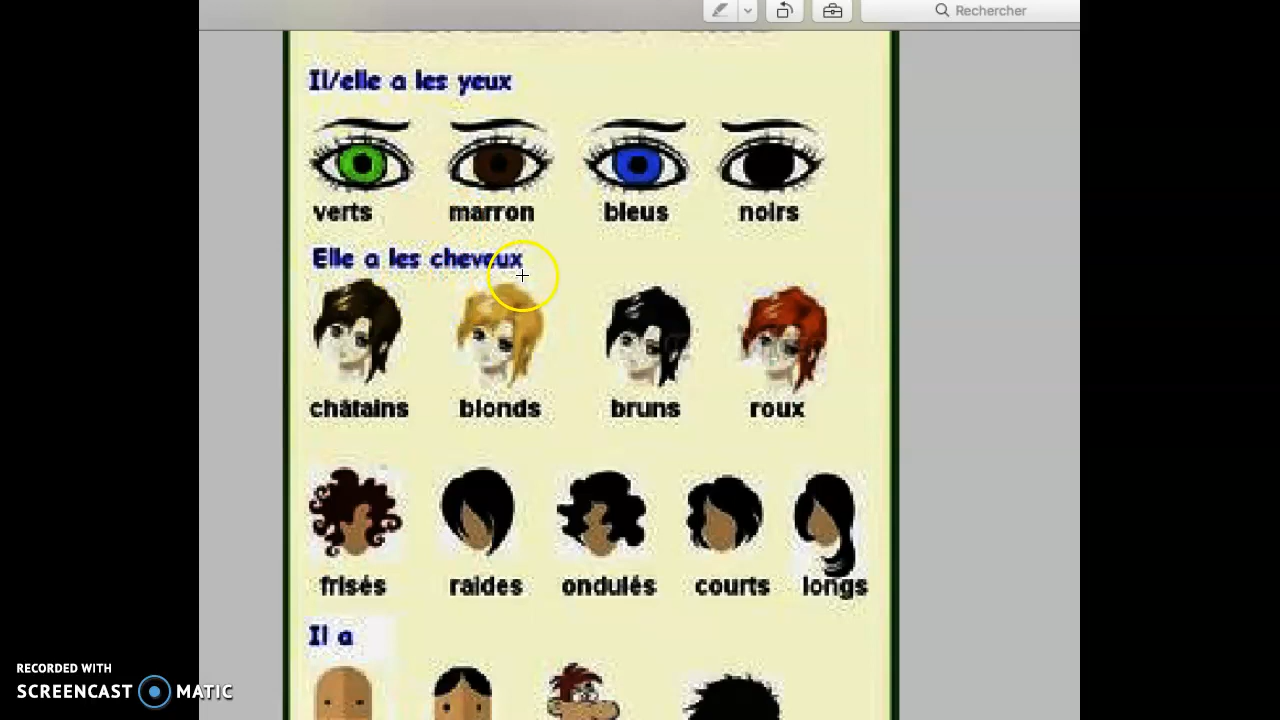 Rechercher
Il/elle a les yeux
verts marron bleus noirs
Elle a les cheveux
châtains blonds bruns roux
frisés raides ondulés courts longs
Il a
RECORDED WITH
SCREENCAST MATIC